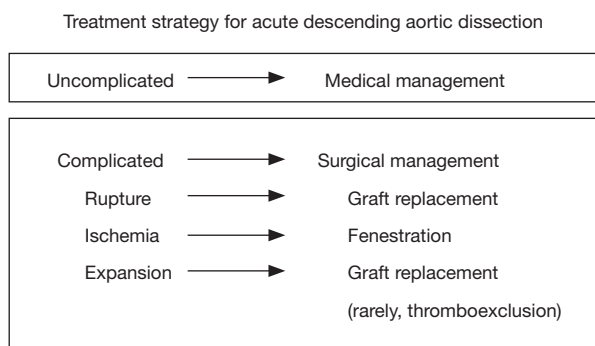 Treatment strategy for acute descending aortic dissection
Uncomplicated Medical management
Complicated Surgical management
Rupture Graft replacement
Ischemia Fenestration
Expansion Graft replacement
(rarely, thromboexclusion)